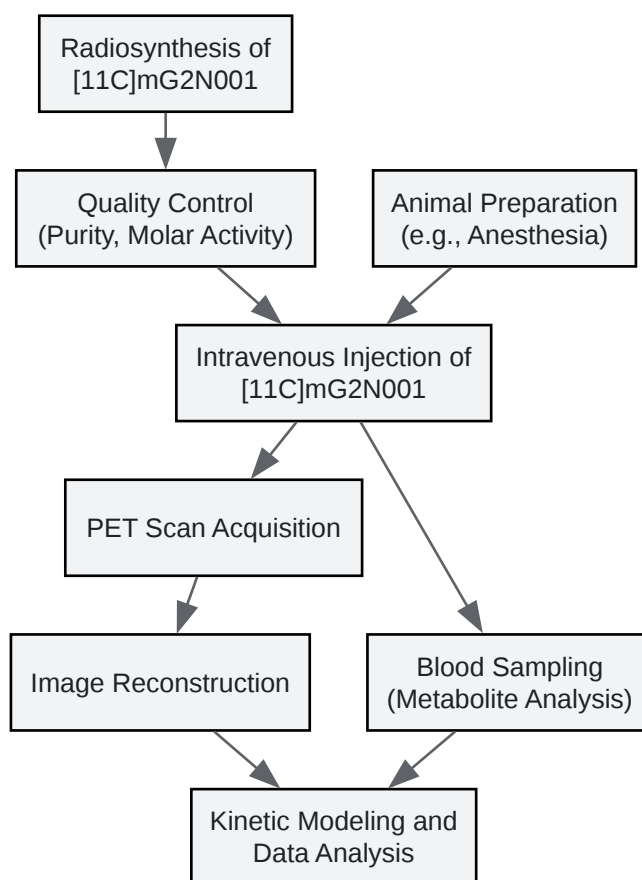 Radiosynthesis of
[11C]mG2N001
Quality Control
(Purity, Molar Activity)
Animal Preparation
(e.g., Anesthesia)
Intravenous Injection of
[11C]mG2N001
PET Scan Acquisition
Image Reconstruction
Blood Sampling
(Metabolite Analysis)
Kinetic Modeling and
Data Analysis